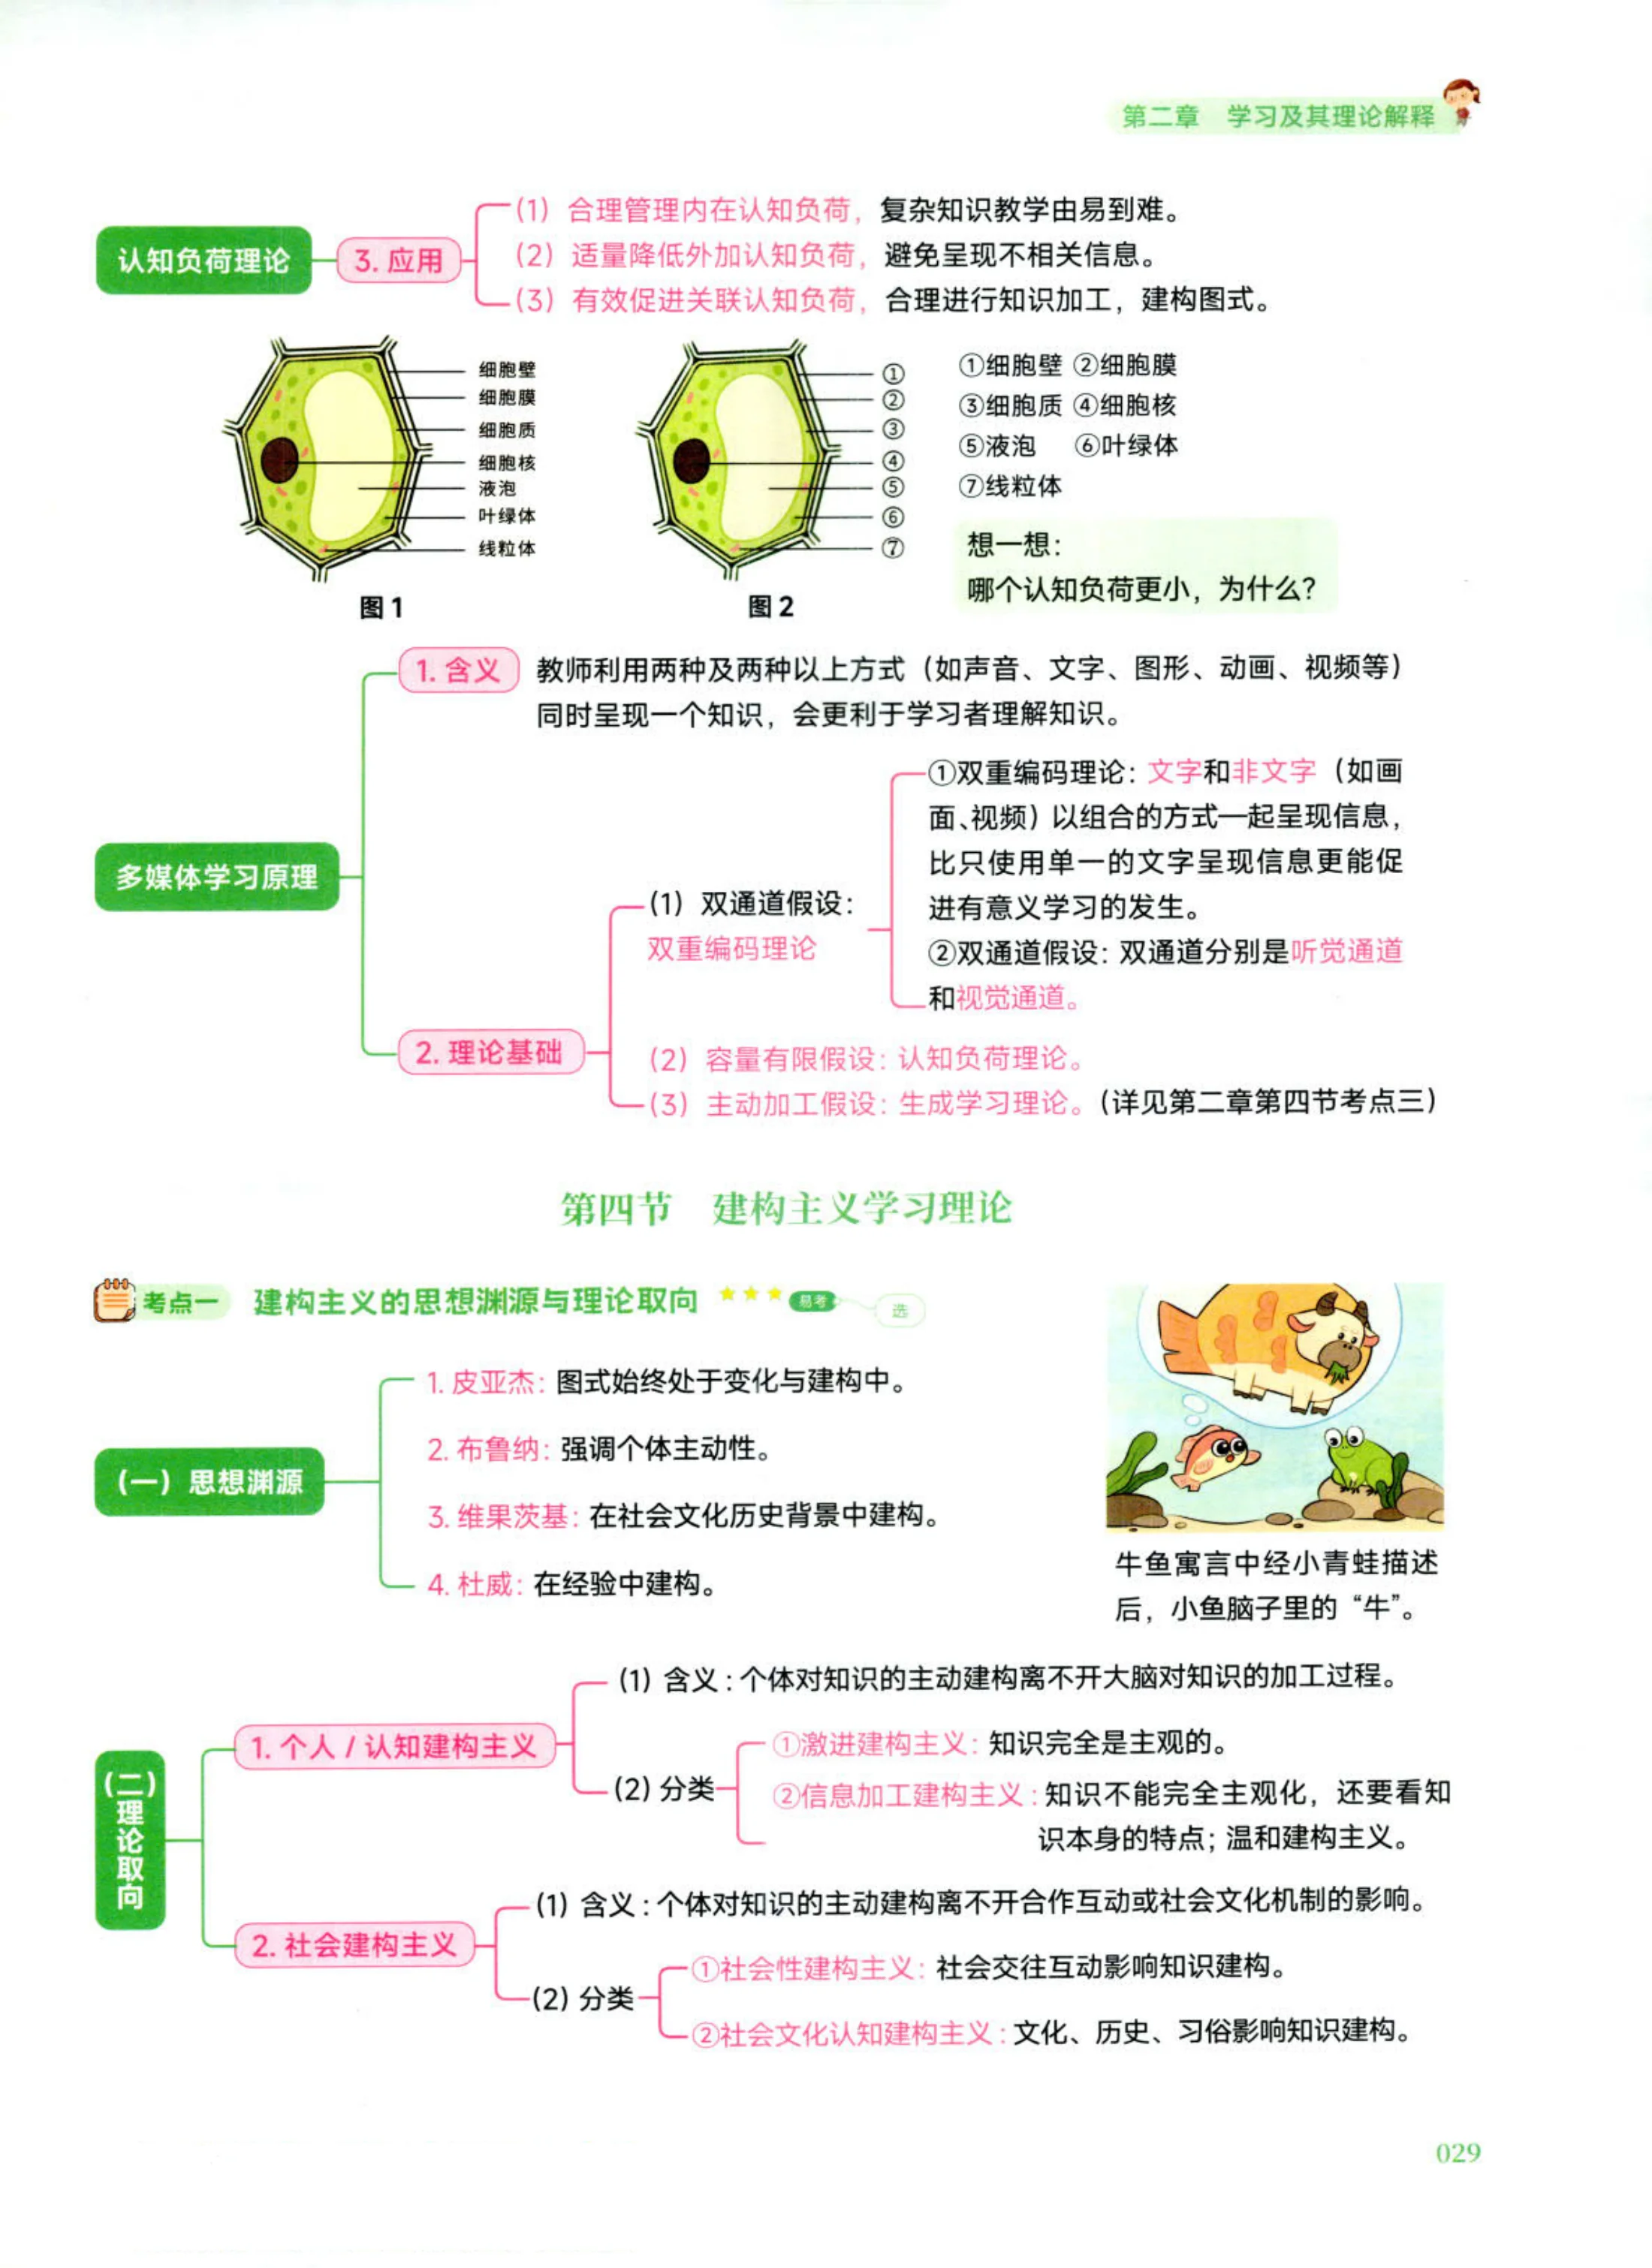 第二章 学习及其理论解释
认知负荷理论
3. 应用
(1) 合理管理内在认知负荷，复杂知识教学由易到难。
(2) 适量降低外加认知负荷，避免呈现不相关信息。
(3) 有效促进关联认知负荷，合理进行知识加工，建构图式。
细胞壁
细胞膜
细胞质
细胞核
液泡
叶绿体
线粒体
图 1
①
②
③
④
⑤
⑥
⑦
图 2
①细胞壁 ②细胞膜
③细胞质 ④细胞核
⑤液泡 ⑥叶绿体
⑦线粒体
想一想：
哪个认知负荷更小，为什么？
多媒体学习原理
1. 含义
教师利用两种及两种以上方式（如声音、文字、图形、动画、视频等）
同时呈现一个知识，会更利于学习者理解知识。
2. 理论基础
(1) 双通道假设：
双重编码理论
①双重编码理论：文字和非文字（如画
面、视频）以组合的方式一起呈现信息，
比只使用单一的文字呈现信息更能促
进有意义学习的发生。
②双通道假设：双通道分别是听觉通道
和视觉通道。
(2) 容量有限假设：认知负荷理论。
(3) 主动加工假设：生成学习理论。（详见第二章第四节考点三）
第四节 建构主义学习理论
考点一 建构主义的思想渊源与理论取向 易考 选
(一) 思想渊源
1. 皮亚杰：图式始终处于变化与建构中。
2. 布鲁纳：强调个体主动性。
3. 维果茨基：在社会文化历史背景中建构。
4. 杜威：在经验中建构。
牛鱼寓言中经小青蛙描述
后，小鱼脑子里的“牛”。
(二)理论取向
1. 个人 / 认知建构主义
(1) 含义：个体对知识的主动建构离不开大脑对知识的加工过程。
(2) 分类
①激进建构主义：知识完全是主观的。
②信息加工建构主义：知识不能完全主观化，还要看知
识本身的特点；温和建构主义。
2. 社会建构主义
(1) 含义：个体对知识的主动建构离不开合作互动或社会文化机制的影响。
(2) 分类
①社会性建构主义：社会交往互动影响知识建构。
②社会文化认知建构主义：文化、历史、习俗影响知识建构。
029